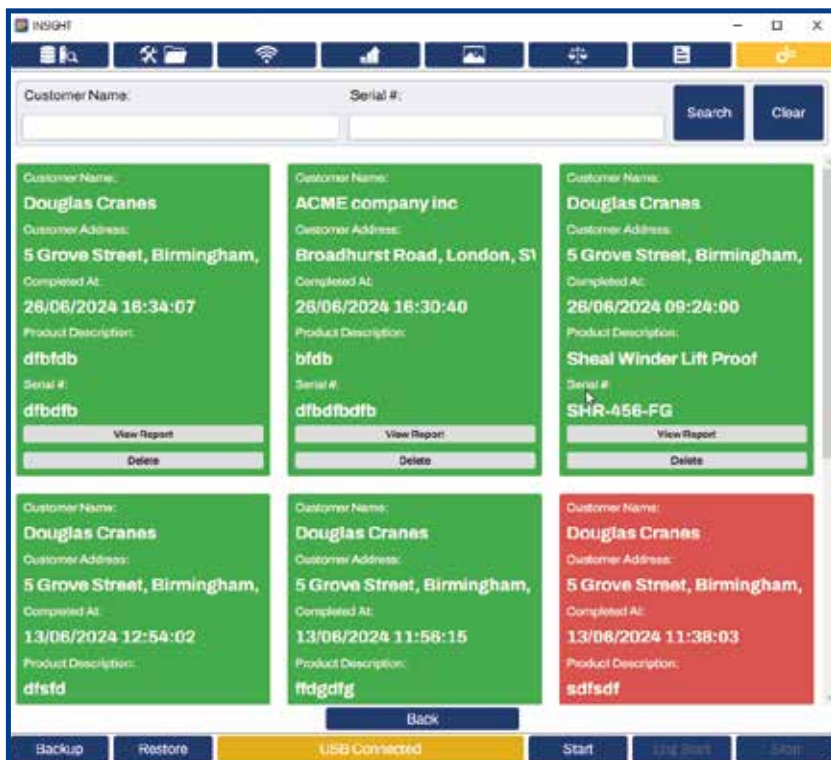 INSIGHT
Customer Name:
Serial #:
Search
Clear
Customer Name:
Douglas Cranes
Customer Address:
5 Grove Street, Birmingham,
Completed At:
26/06/2024 16:34:07
Product Description:
dfbfdb
Serial #:
dfbdfb
View Report
Delete
Customer Name:
ACME company inc
Customer Address:
Broadhurst Road, London, SW
Completed At:
26/06/2024 16:30:40
Product Description:
bfdb
Serial #:
dfbdfbdfb
View Report
Delete
Customer Name:
Douglas Cranes
Customer Address:
5 Grove Street, Birmingham,
Completed At:
26/06/2024 09:24:00
Product Description:
Sheal Winder Lift Proof
Serial #:
SHR-456-FG
View Report
Delete
Customer Name:
Douglas Cranes
Customer Address:
5 Grove Street, Birmingham,
Completed At:
13/06/2024 12:54:02
Product Description:
dfsfd
Customer Name:
Douglas Cranes
Customer Address:
5 Grove Street, Birmingham,
Completed At:
13/06/2024 11:56:15
Product Description:
ffdgdfg
Customer Name:
Douglas Cranes
Customer Address:
5 Grove Street, Birmingham,
Completed At:
13/06/2024 11:38:03
Product Description:
sdfsdf
Back
Backup
Restore
USB Connected
Start
Log Start
Stop